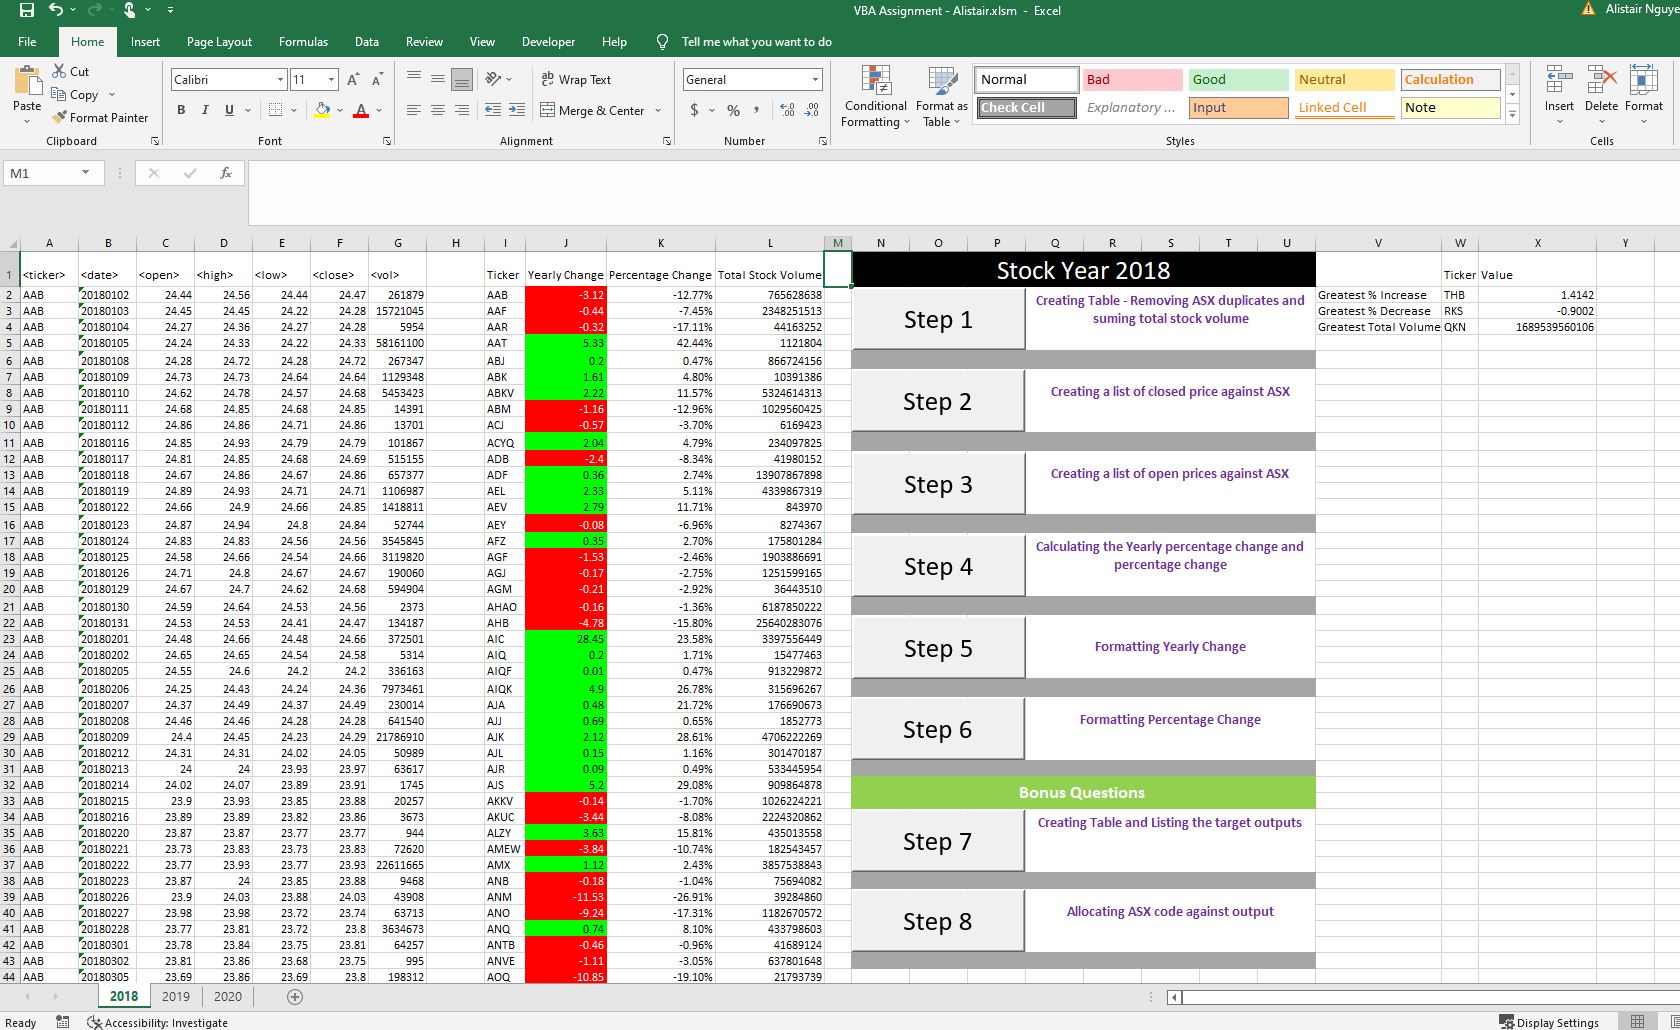 VBA Assignment - Alistair.xlsm - Excel
Alistair Nguye
File Home Insert Page Layout Formulas Data Review View Developer Help Tell me what you want to do
Paste
Cut
Copy
Format Painter
Clipboard
Calibri 11
B I U
Font
Wrap Text
Merge & Center
Alignment
General
$ % ,
Number
Conditional Formatting
Format as Table
Normal Bad Good Neutral Calculation
Check Cell Explanatory ... Input Linked Cell Note
Styles
Insert Delete Format
Cells
M1
fx
A B C D E F G H I J K L M N O P Q R S T U V W X Y
1 <ticker> <date> <open> <high> <low> <close> <vol> Ticker Yearly Change Percentage Change Total Stock Volume
2 AAB 20180102 24.44 24.56 24.44 24.47 261879 AAB -3.12 -12.77% 765628638
3 AAB 20180103 24.45 24.45 24.22 24.28 15721045 AAF -0.44 -7.45% 2348251513
4 AAB 20180104 24.27 24.36 24.27 24.28 5954 AAR -0.32 -17.11% 44163252
5 AAB 20180105 24.24 24.33 24.22 24.33 58161100 AAT 5.33 42.44% 1121804
6 AAB 20180108 24.28 24.72 24.28 24.72 267347 ABJ 0.2 0.47% 866724156
7 AAB 20180109 24.73 24.73 24.64 24.64 1129348 ABK 1.61 4.80% 10391386
8 AAB 20180110 24.62 24.78 24.57 24.68 5453423 ABKV 2.22 11.57% 5324614313
9 AAB 20180111 24.68 24.85 24.68 24.85 14391 ABM -1.16 -12.96% 1029560425
10 AAB 20180112 24.86 24.86 24.71 24.86 13701 ACJ -0.57 -3.70% 6169423
11 AAB 20180116 24.85 24.93 24.79 24.79 101867 ACYQ 2.04 4.79% 234097825
12 AAB 20180117 24.81 24.85 24.68 24.69 515155 ADB -2.4 -8.34% 41980152
13 AAB 20180118 24.67 24.86 24.67 24.86 657377 ADF 0.36 2.74% 13907867898
14 AAB 20180119 24.89 24.93 24.71 24.71 1106987 AEL 2.33 5.11% 4339867319
15 AAB 20180122 24.66 24.9 24.66 24.85 1418811 AEV 2.79 11.71% 843970
16 AAB 20180123 24.87 24.94 24.8 24.84 52744 AEY -0.08 -6.96% 8274367
17 AAB 20180124 24.83 24.83 24.56 24.56 3545845 AFZ 0.35 2.70% 175801284
18 AAB 20180125 24.58 24.66 24.54 24.66 3119820 AGF -1.53 -2.46% 1903886691
19 AAB 20180126 24.71 24.8 24.67 24.67 190060 AGJ -0.17 -2.75% 1251599165
20 AAB 20180129 24.67 24.7 24.62 24.68 594904 AGM -0.21 -2.92% 36443510
21 AAB 20180130 24.59 24.64 24.53 24.56 2373 AHAO -0.16 -1.36% 6187850222
22 AAB 20180131 24.53 24.53 24.41 24.47 134187 AHB -4.78 -15.80% 25640283076
23 AAB 20180201 24.48 24.66 24.48 24.66 372501 AIC 28.45 23.58% 3397556449
24 AAB 20180202 24.65 24.65 24.54 24.58 5314 AIQ 0.2 1.71% 15477463
25 AAB 20180205 24.55 24.6 24.2 24.2 336163 AIQF 0.01 0.47% 913229872
26 AAB 20180206 24.25 24.43 24.24 24.36 7973461 AIQK 4.9 26.78% 315696267
27 AAB 20180207 24.37 24.49 24.37 24.49 230014 AJA 0.48 21.72% 176690673
28 AAB 20180208 24.46 24.46 24.28 24.28 641540 AJJ 0.69 0.65% 1852773
29 AAB 20180209 24.4 24.45 24.23 24.29 21786910 AJK 2.12 28.61% 4706222269
30 AAB 20180212 24.31 24.31 24.02 24.05 50989 AJL 0.15 1.16% 301470187
31 AAB 20180213 24 24 23.93 23.97 63617 AJR 0.09 0.49% 533445954
32 AAB 20180214 24.02 24.07 23.89 23.91 1745 AJS 5.2 29.08% 909864878
33 AAB 20180215 23.9 23.93 23.85 23.88 20257 AKKV -0.14 -1.70% 1026224221
34 AAB 20180216 23.89 23.89 23.82 23.86 3673 AKUC -3.44 -8.08% 2224320862
35 AAB 20180220 23.87 23.87 23.77 23.77 944 ALZY 3.63 15.81% 435013558
36 AAB 20180221 23.73 23.83 23.73 23.83 72620 AMEW -3.84 -10.74% 182543457
37 AAB 20180222 23.77 23.93 23.77 23.93 22611665 AMX 1.12 2.43% 3857538843
38 AAB 20180223 23.87 24 23.85 23.88 9468 ANB -0.18 -1.04% 75694082
39 AAB 20180226 23.9 24.03 23.88 24.03 43908 ANM -11.53 -26.91% 39284860
40 AAB 20180227 23.98 23.98 23.72 23.74 63713 ANO -9.24 -17.31% 1182670572
41 AAB 20180228 23.77 23.81 23.72 23.8 3634673 ANQ 0.74 8.10% 433798603
42 AAB 20180301 23.78 23.84 23.75 23.81 64257 ANTB -0.46 -0.96% 41689124
43 AAB 20180302 23.81 23.86 23.68 23.75 995 ANVE -1.11 -3.05% 637801648
44 AAB 20180305 23.69 23.86 23.69 23.8 198312 AOQ -10.85 -19.10% 21793739
Stock Year 2018
Step 1
Creating Table - Removing ASX duplicates and
suming total stock volume
Step 2
Creating a list of closed price against ASX
Step 3
Creating a list of open prices against ASX
Step 4
Calculating the Yearly percentage change and
percentage change
Step 5
Formatting Yearly Change
Step 6
Formatting Percentage Change
Bonus Questions
Step 7
Creating Table and Listing the target outputs
Step 8
Allocating ASX code against output
Ticker Value
Greatest % Increase THB 1.4142
Greatest % Decrease RKS -0.9002
Greatest Total Volume QKN 1689539560106
2018 2019 2020
Ready Accessibility: Investigate Display Settings